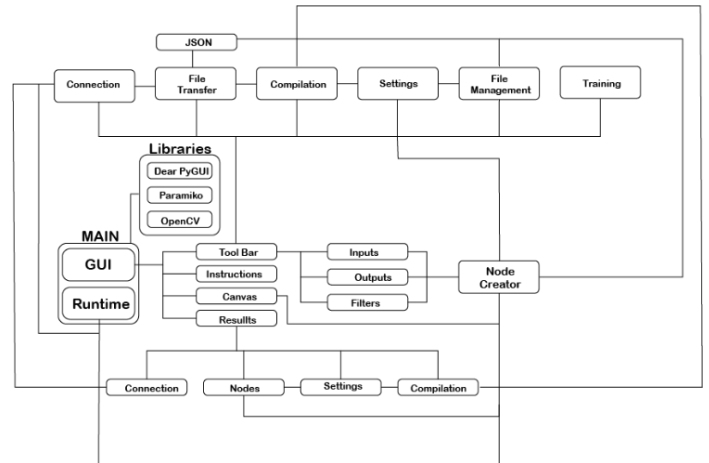 JSON
Connection
File
Transfer
Compilation
Settings
File
Management
Training
Libraries
Dear PyGUI
Paramiko
OpenCV
MAIN
GUI
Runtime
Tool Bar
Instructions
Canvas
Resullts
Inputs
Outputs
Filters
Node
Creator
Connection
Nodes
Settings
Compilation